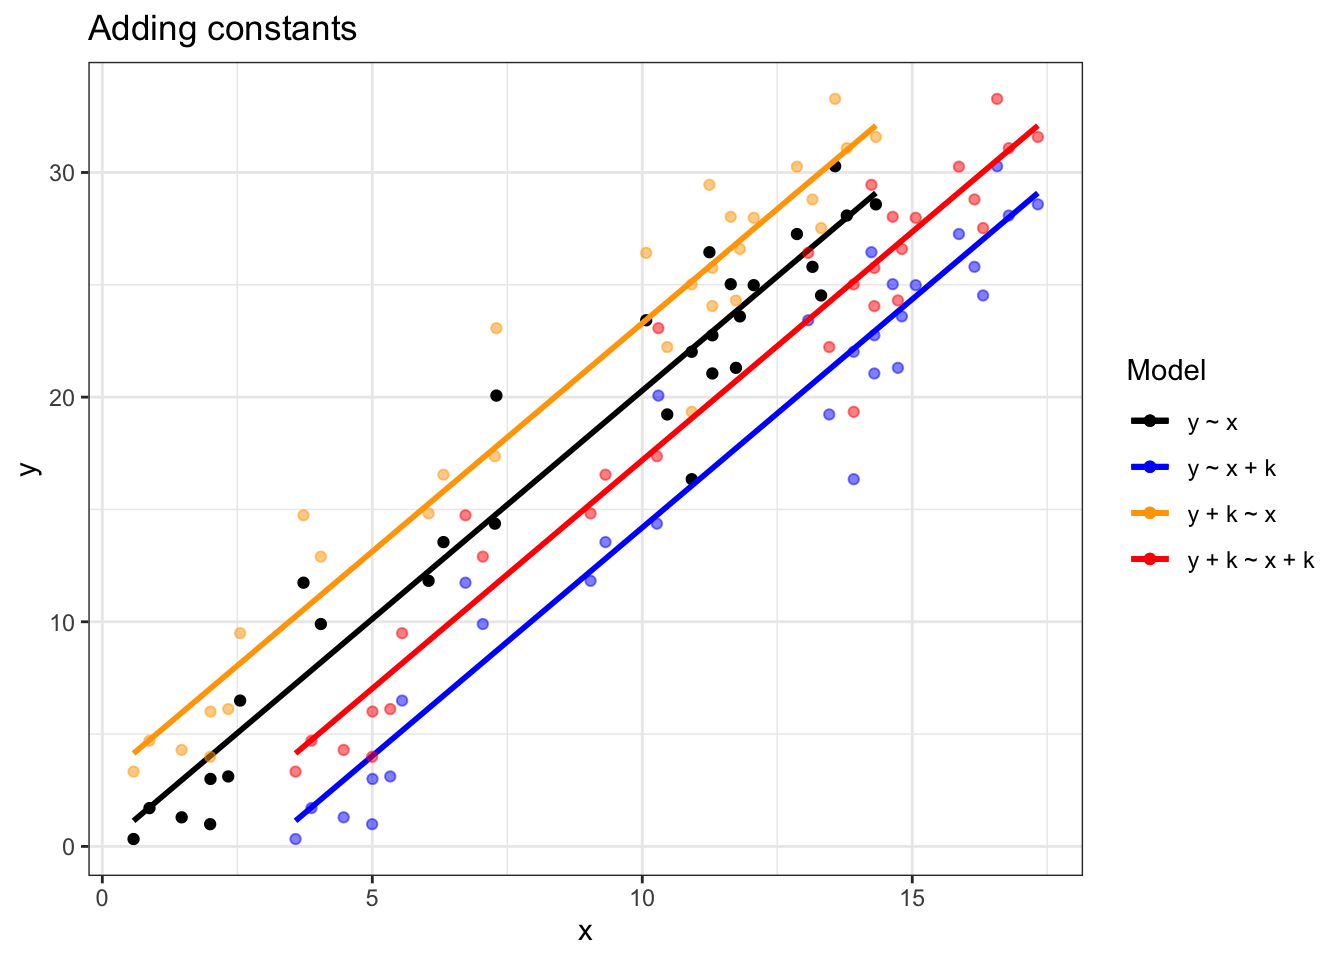 Adding constants
30
20
10
0
y
0
5
10
15
x
Model
y ~ x
y ~ x + k
y + k ~ x
y + k ~ x + k